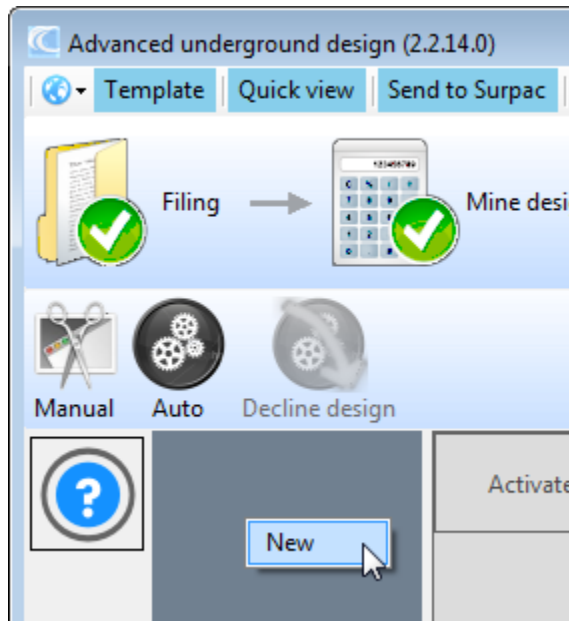 Advanced underground design (2.2.14.0)
Template Quick view Send to Surpac
Filing Mine desi
Manual Auto Decline design
Activate
New